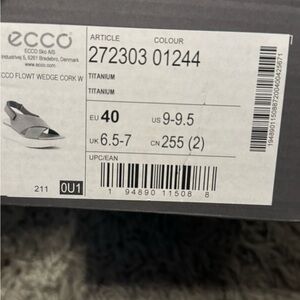 ecco
ECCO Sko A/S
Industrivej 5, 6261 Bredebro, Denmark
www.ecco.com
CCO FLOWT WEDGE CORK W
ARTICLE COLOUR
272303 01244
TITANIUM
TITANIUM
EU 40 US 9-9.5
UK 6.5-7 CN 255 (2)
UPC/EAN
1 94890 11508 8
211 0U1